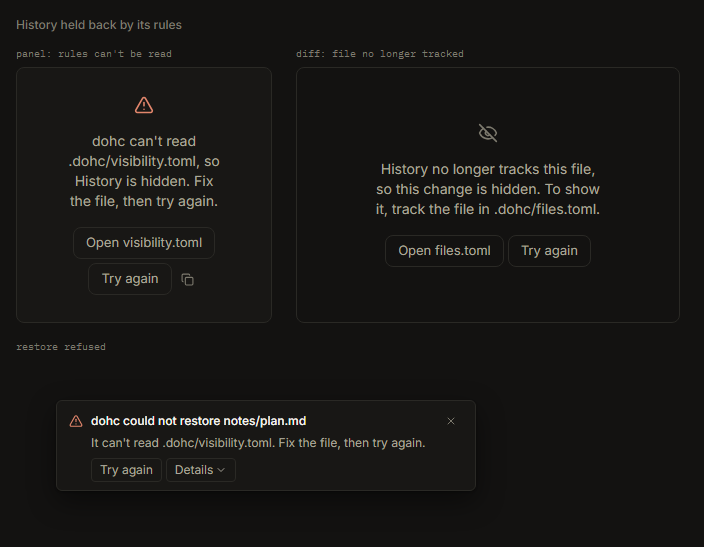 History held back by its rules
panel: rules can't be read
dohc can't read
.dohc/visibility.toml, so
History is hidden. Fix
the file, then try again.
Open visibility.toml
Try again
diff: file no longer tracked
History no longer tracks this file,
so this change is hidden. To show
it, track the file in .dohc/files.toml.
Open files.toml
Try again
restore refused
dohc could not restore notes/plan.md
It can't read .dohc/visibility.toml. Fix the file, then try again.
Try again
Details